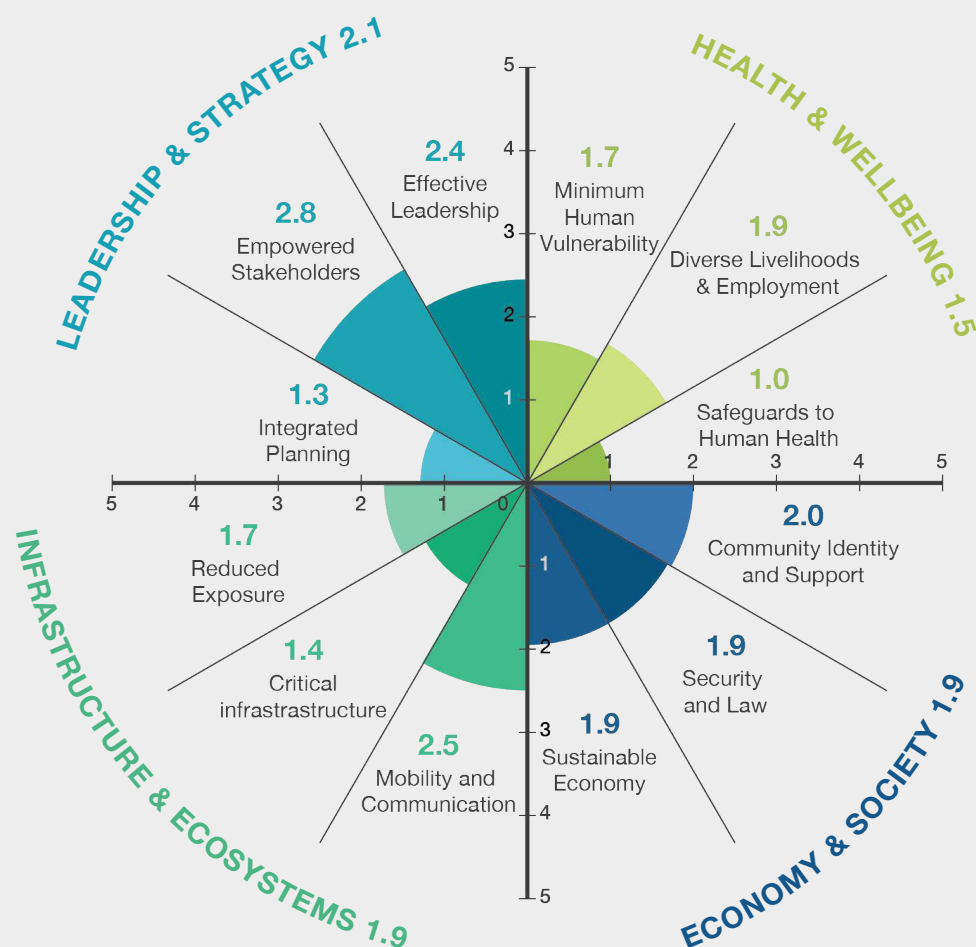 LEADERSHIP & STRATEGY 2.1
HEALTH & WELLBEING 1.5
2.4
Effective
Leadership
2.8
Empowered
Stakeholders
1.3
Integrated
Planning
1.7
Minimum
Human
Vulnerability
1.9
Diverse Livelihoods
& Employment
1.0
Safeguards to
Human Health
5
4
3
2
1
5 4 3 2 1 0
1 2 3 4 5
1
2
3
4
5
1.7
Reduced
Exposure
1.4
Critical
infrastrastructure
2.5
Mobility and
Communication
2.0
Community Identity
and Support
1.9
Security
and Law
1.9
Sustainable
Economy
INFRASTRUCTURE & ECOSYSTEMS 1.9
ECONOMY & SOCIETY 1.9